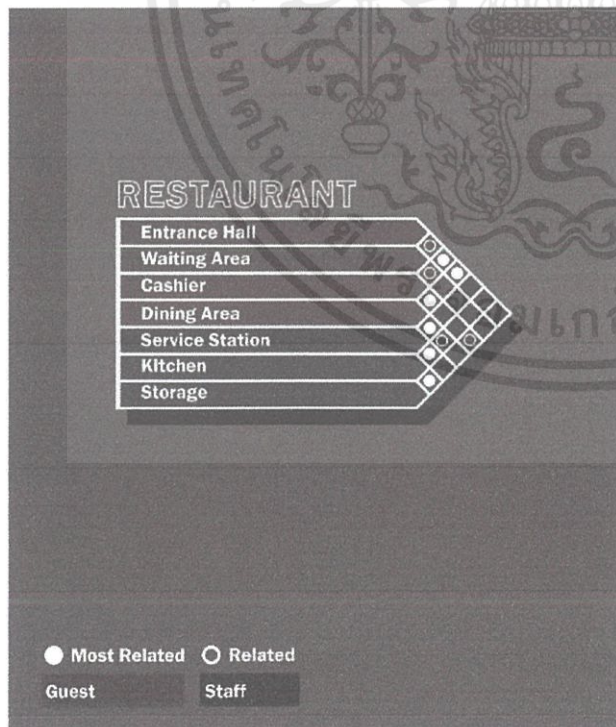 RESTAURANT
Entrance Hall
Waiting Area
Cashier
Dining Area
Service Station
Kitchen
Storage
Most Related Related
Guest Staff